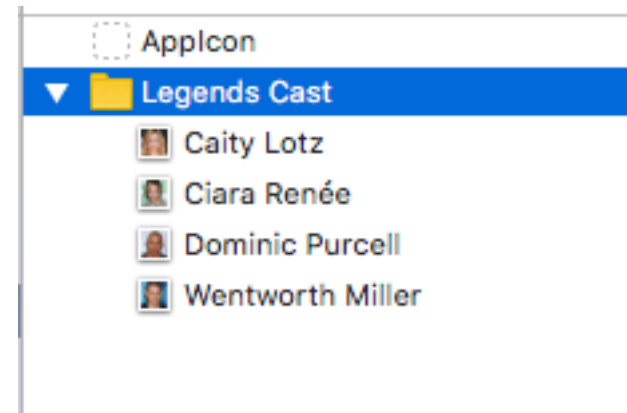 AppIcon
Legends Cast
Caity Lotz
Ciara Renée
Dominic Purcell
Wentworth Miller